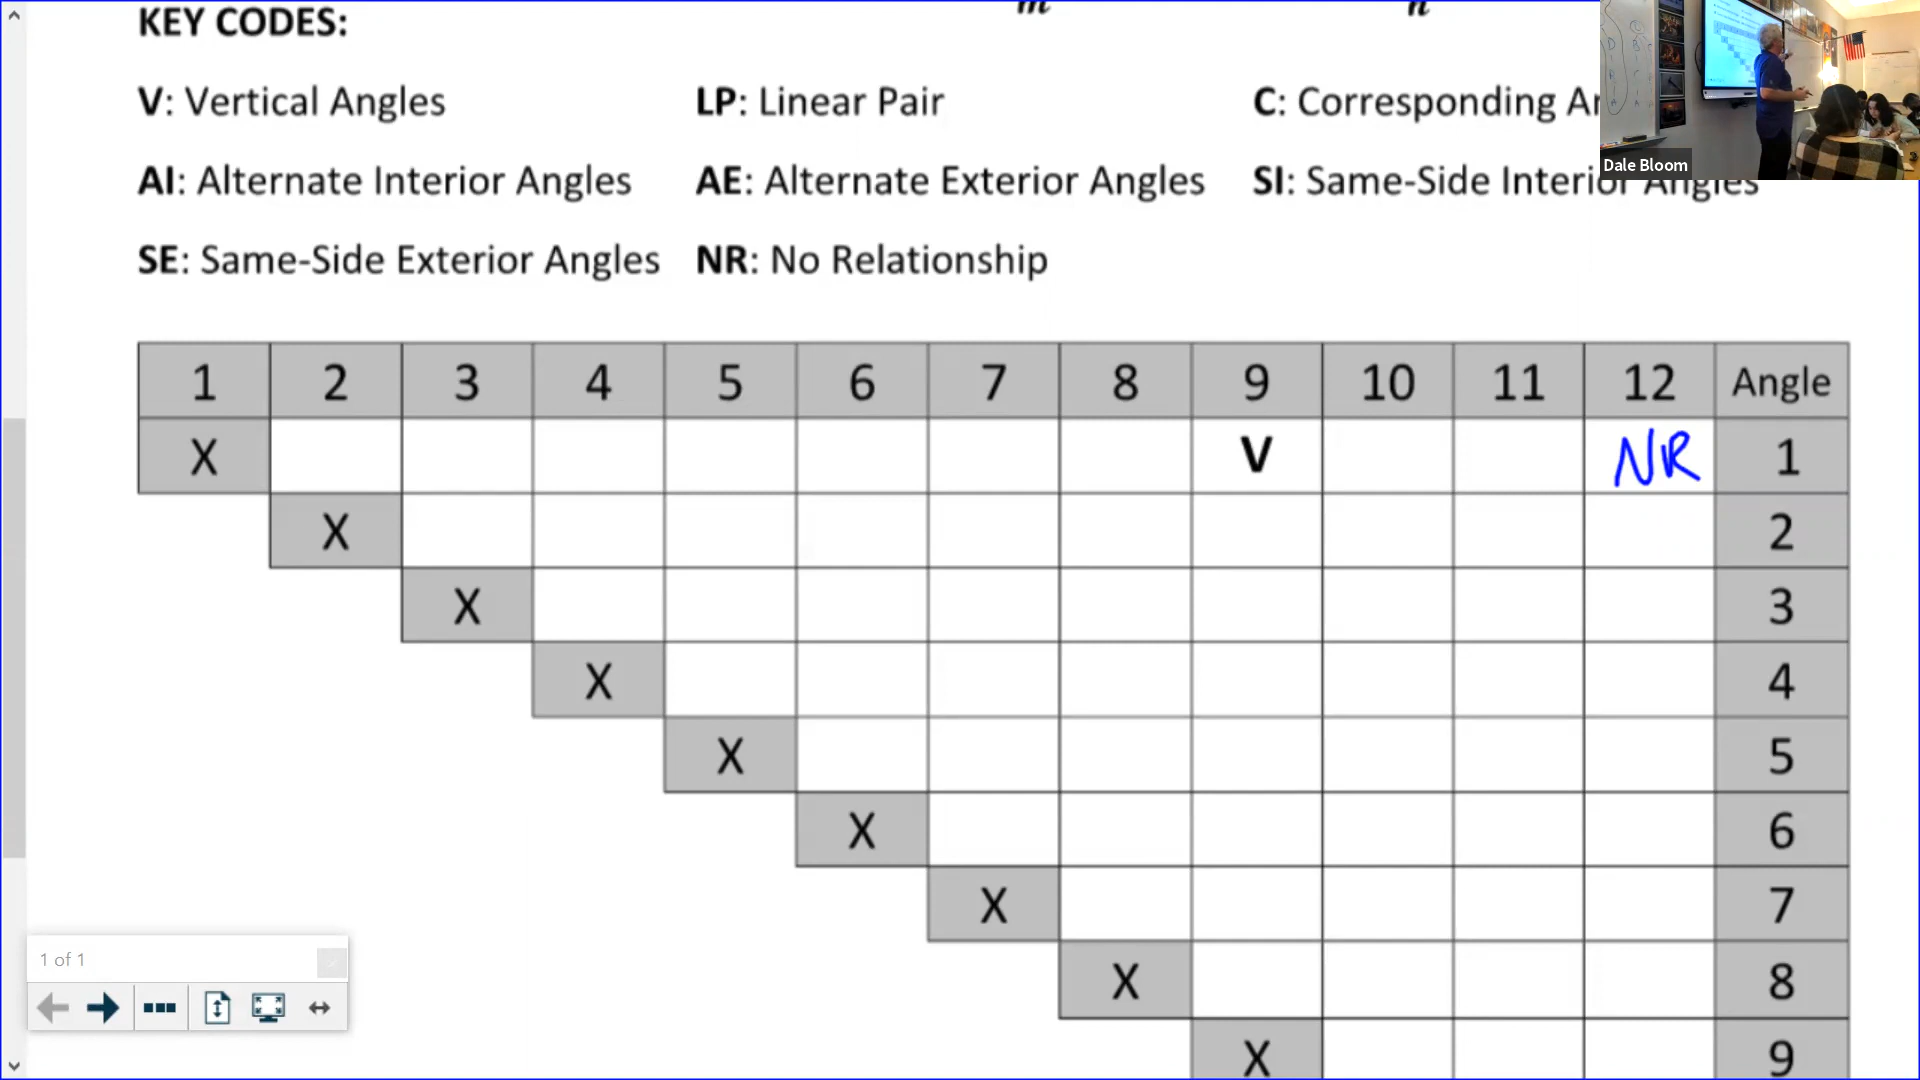 m n
KEY CODES:
V: Vertical Angles LP: Linear Pair C: Corresponding
AI: Alternate Interior Angles AE: Alternate Exterior Angles SI: Same-Side Interior Angles
SE: Same-Side Exterior Angles NR: No Relationship
Dale Bloom
1 2 3 4 5 6 7 8 9 10 11 12 Angle
X V NR 1
X 2
X 3
X 4
X 5
X 6
X 7
X 8
X 9
1 of 1